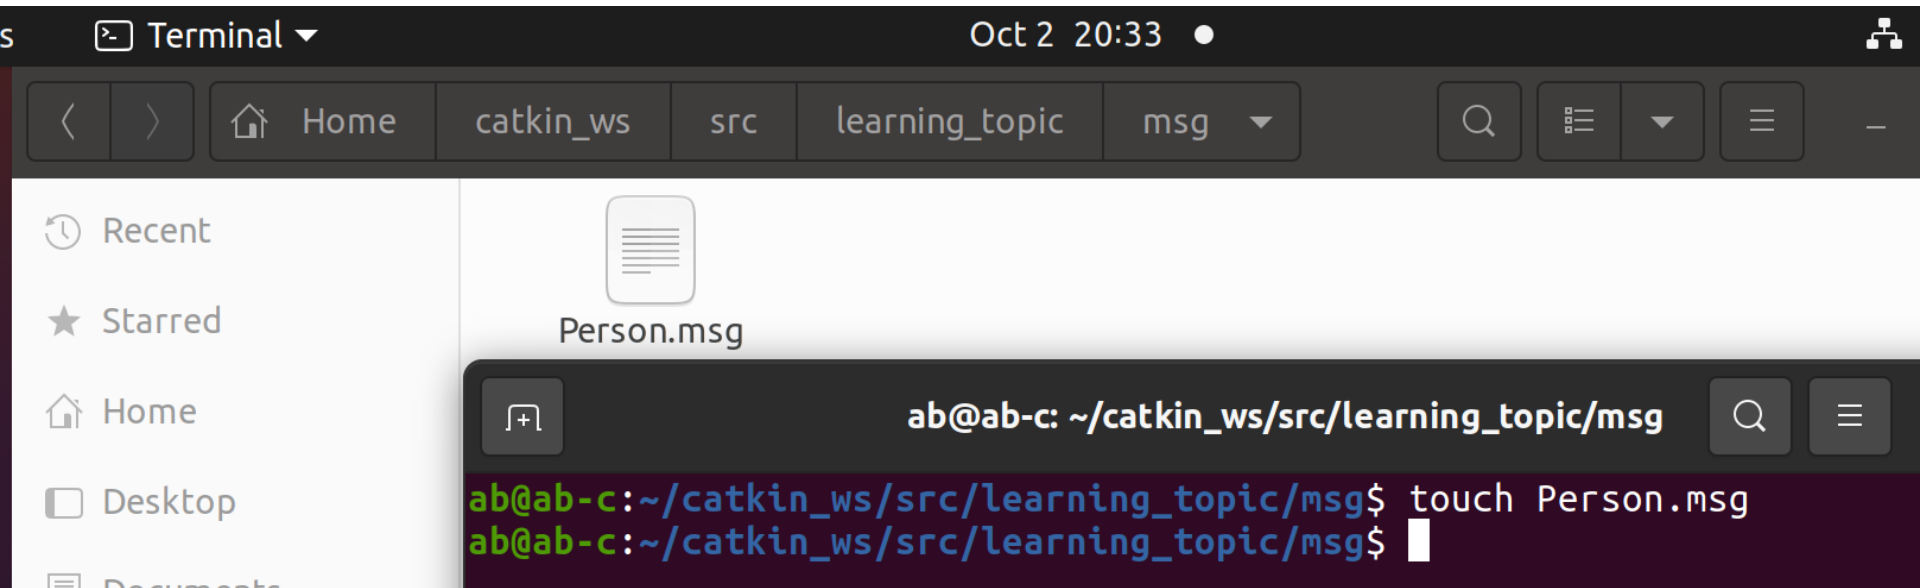 s Terminal Oct 2 20:33
Home catkin_ws src learning_topic msg
Recent
Starred
Person.msg
Home
Desktop
ab@ab-c: ~/catkin_ws/src/learning_topic/msg
ab@ab-c:~/catkin_ws/src/learning_topic/msg$ touch Person.msg
ab@ab-c:~/catkin_ws/src/learning_topic/msg$
Documents